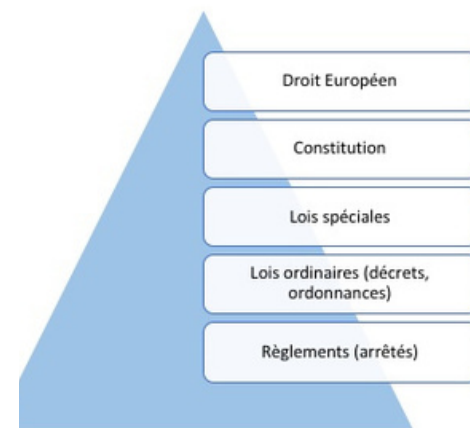 Droit Européen
Constitution
Lois spéciales
Lois ordinaires (décrets,
ordonnances)
Règlements (arrêtés)